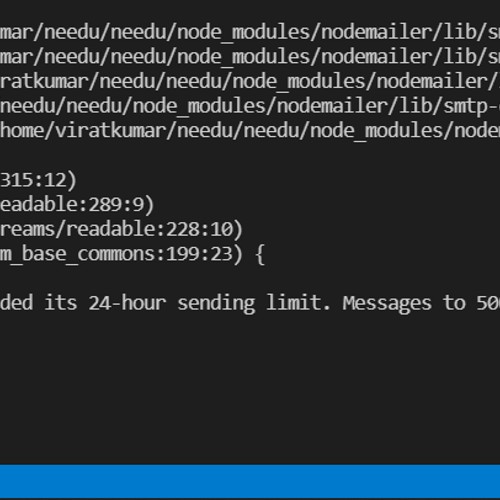 mar/needu/needu/node_modules/nodemailer/lib/s
mar/needu/needu/node_modules/nodemailer/lib/s
ratkumar/needu/needu/node_modules/nodemailer/
needu/needu/node_modules/nodemailer/lib/smtp-
home/viratkumar/needu/needu/node_modules/node
315:12)
eadable:289:9)
reams/readable:228:10)
m_base_commons:199:23) {
ded its 24-hour sending limit. Messages to 50